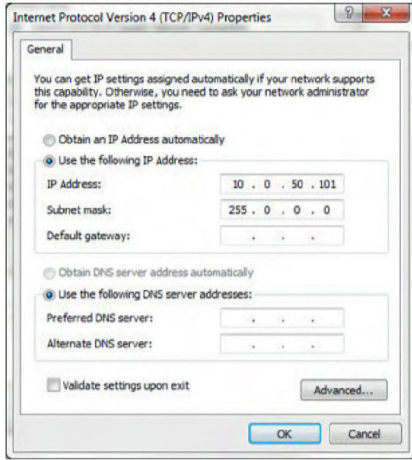 Internet Protocol Version 4 (TCP/IPv4) Properties
General
You can get IP settings assigned automatically if your network supports
this capability. Otherwise, you need to ask your network administrator
for the appropriate IP settings.
Obtain an IP Address automatically
Use the following IP Address:
IP Address: 10 . 0 . 50 . 101
Subnet mask: 255 . 0 . 0 . 0
Default gateway: . . .
Obtain DNS server address automatically
Use the following DNS server addresses:
Preferred DNS server: . . .
Alternate DNS server: . . .
Validate settings upon exit
Advanced...
OK Cancel